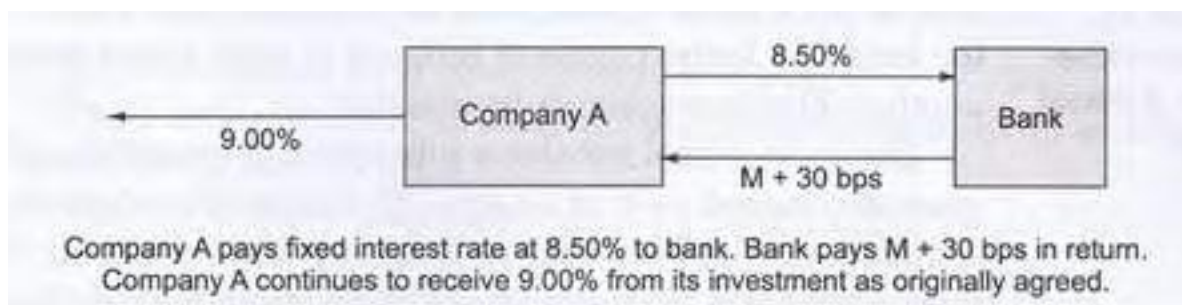 8.50%
Company A
Bank
9.00%
M + 30 bps
Company A pays fixed interest rate at 8.50% to bank. Bank pays M + 30 bps in return.
Company A continues to receive 9.00% from its investment as originally agreed.